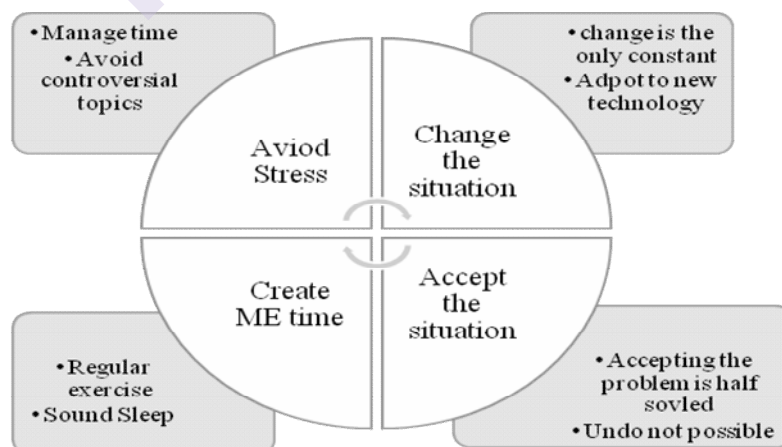 • Manage time
• Avoid
controversial
topics
• change is the
only constant
• Adpot to new
technology
Aviod
Stress
Change
the
situation
Create
ME time
Accept
the
situation
• Regular
exercise
• Sound Sleep
• Accepting the
problem is half
sovled
• Undo not possible